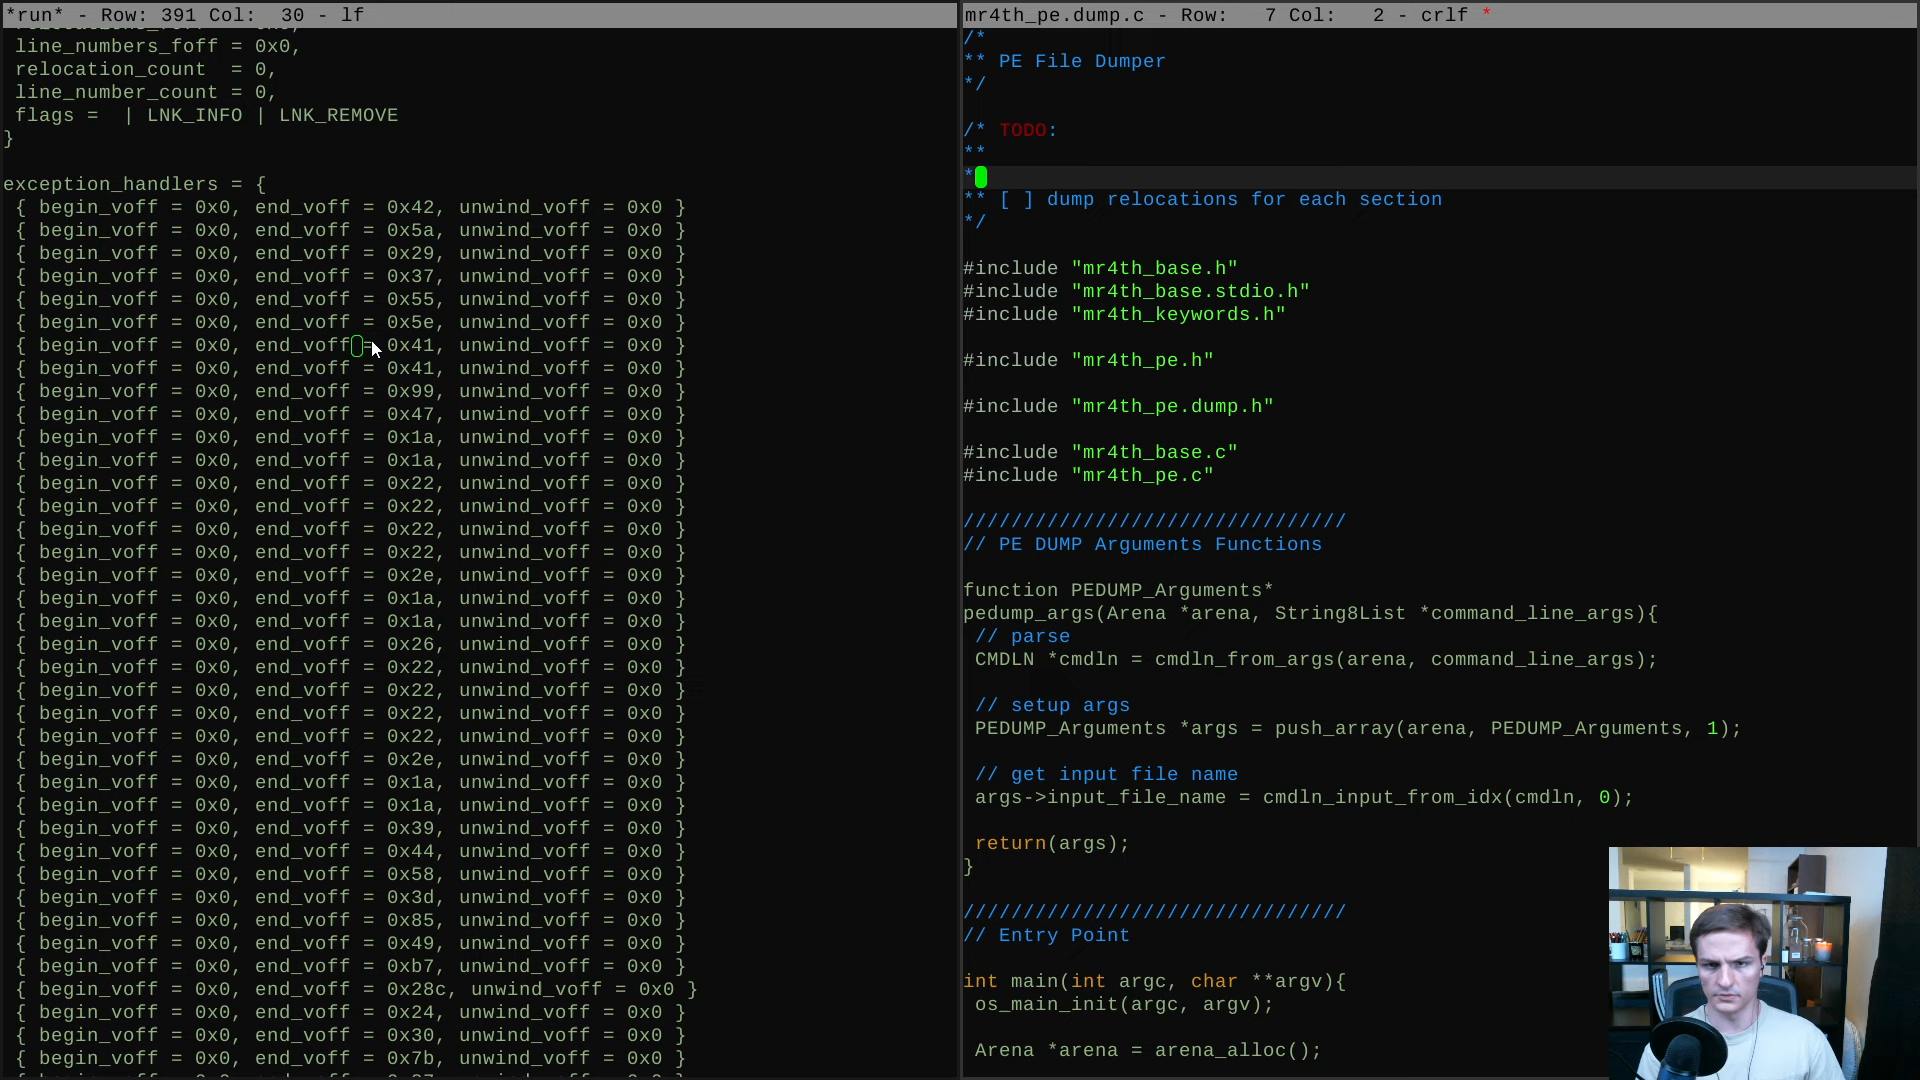 *run* - Row: 391 Col:  30 - lf
line_numbers_foff = 0x0,
relocation_count  = 0,
line_number_count = 0,
flags =  | LNK_INFO | LNK_REMOVE
}
exception_handlers = {
{ begin_voff = 0x0, end_voff = 0x42, unwind_voff = 0x0 }
{ begin_voff = 0x0, end_voff = 0x5a, unwind_voff = 0x0 }
{ begin_voff = 0x0, end_voff = 0x29, unwind_voff = 0x0 }
{ begin_voff = 0x0, end_voff = 0x37, unwind_voff = 0x0 }
{ begin_voff = 0x0, end_voff = 0x55, unwind_voff = 0x0 }
{ begin_voff = 0x0, end_voff = 0x5e, unwind_voff = 0x0 }
{ begin_voff = 0x0, end_voff = 0x41, unwind_voff = 0x0 }
{ begin_voff = 0x0, end_voff = 0x41, unwind_voff = 0x0 }
{ begin_voff = 0x0, end_voff = 0x99, unwind_voff = 0x0 }
{ begin_voff = 0x0, end_voff = 0x47, unwind_voff = 0x0 }
{ begin_voff = 0x0, end_voff = 0x1a, unwind_voff = 0x0 }
{ begin_voff = 0x0, end_voff = 0x1a, unwind_voff = 0x0 }
{ begin_voff = 0x0, end_voff = 0x22, unwind_voff = 0x0 }
{ begin_voff = 0x0, end_voff = 0x22, unwind_voff = 0x0 }
{ begin_voff = 0x0, end_voff = 0x22, unwind_voff = 0x0 }
{ begin_voff = 0x0, end_voff = 0x22, unwind_voff = 0x0 }
{ begin_voff = 0x0, end_voff = 0x2e, unwind_voff = 0x0 }
{ begin_voff = 0x0, end_voff = 0x1a, unwind_voff = 0x0 }
{ begin_voff = 0x0, end_voff = 0x1a, unwind_voff = 0x0 }
{ begin_voff = 0x0, end_voff = 0x26, unwind_voff = 0x0 }
{ begin_voff = 0x0, end_voff = 0x22, unwind_voff = 0x0 }
{ begin_voff = 0x0, end_voff = 0x22, unwind_voff = 0x0 }
{ begin_voff = 0x0, end_voff = 0x22, unwind_voff = 0x0 }
{ begin_voff = 0x0, end_voff = 0x22, unwind_voff = 0x0 }
{ begin_voff = 0x0, end_voff = 0x2e, unwind_voff = 0x0 }
{ begin_voff = 0x0, end_voff = 0x1a, unwind_voff = 0x0 }
{ begin_voff = 0x0, end_voff = 0x1a, unwind_voff = 0x0 }
{ begin_voff = 0x0, end_voff = 0x39, unwind_voff = 0x0 }
{ begin_voff = 0x0, end_voff = 0x44, unwind_voff = 0x0 }
{ begin_voff = 0x0, end_voff = 0x58, unwind_voff = 0x0 }
{ begin_voff = 0x0, end_voff = 0x3d, unwind_voff = 0x0 }
{ begin_voff = 0x0, end_voff = 0x85, unwind_voff = 0x0 }
{ begin_voff = 0x0, end_voff = 0x49, unwind_voff = 0x0 }
{ begin_voff = 0x0, end_voff = 0xb7, unwind_voff = 0x0 }
{ begin_voff = 0x0, end_voff = 0x28c, unwind_voff = 0x0 }
{ begin_voff = 0x0, end_voff = 0x24, unwind_voff = 0x0 }
{ begin_voff = 0x0, end_voff = 0x30, unwind_voff = 0x0 }
{ begin_voff = 0x0, end_voff = 0x7b, unwind_voff = 0x0 }
mr4th_pe.dump.c - Row:   7 Col:   2 - crlf *
/*
** PE File Dumper
*/
/* TODO:
**
*
** [ ] dump relocations for each section
*/
#include "mr4th_base.h"
#include "mr4th_base.stdio.h"
#include "mr4th_keywords.h"
#include "mr4th_pe.h"
#include "mr4th_pe.dump.h"
#include "mr4th_base.c"
#include "mr4th_pe.c"
////////////////////////////////
// PE DUMP Arguments Functions
function PEDUMP_Arguments*
pedump_args(Arena *arena, String8List *command_line_args){
// parse
CMDLN *cmdln = cmdln_from_args(arena, command_line_args);
// setup args
PEDUMP_Arguments *args = push_array(arena, PEDUMP_Arguments, 1);
// get input file name
args->input_file_name = cmdln_input_from_idx(cmdln, 0);
return(args);
}
////////////////////////////////
// Entry Point
int main(int argc, char **argv){
os_main_init(argc, argv);
Arena *arena = arena_alloc();